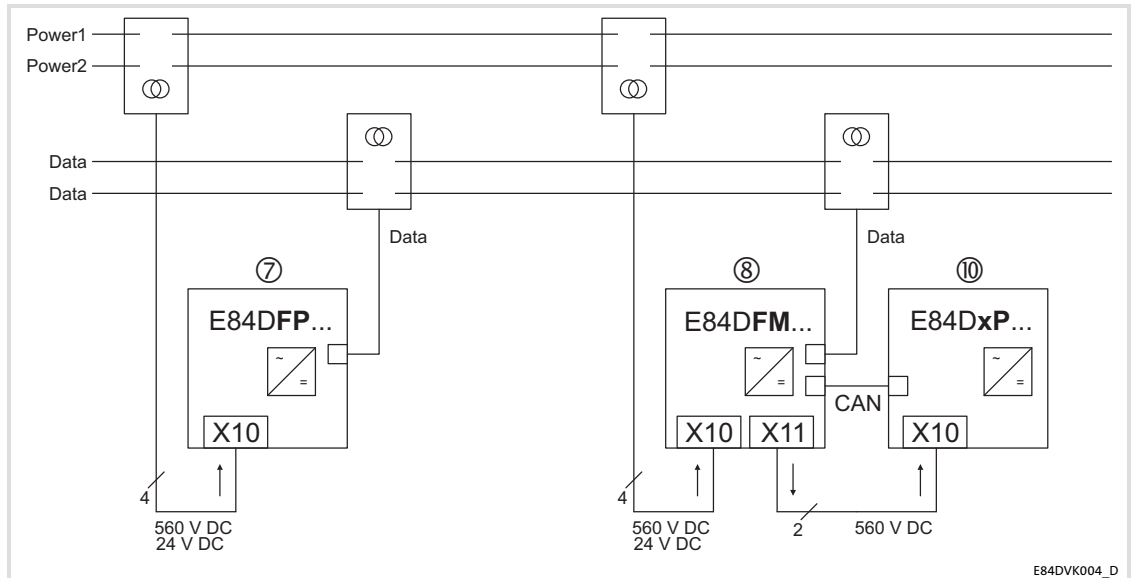 Power1
Power2
Data
Data
Data
Data
⑦
⑧
⑩
E84DFP...
E84DFM...
E84DxP...
~
=
~
=
CAN
X10
X10
X11
X10
4
4
2
560 V DC
24 V DC
560 V DC
24 V DC
560 V DC
E84DVK004_D